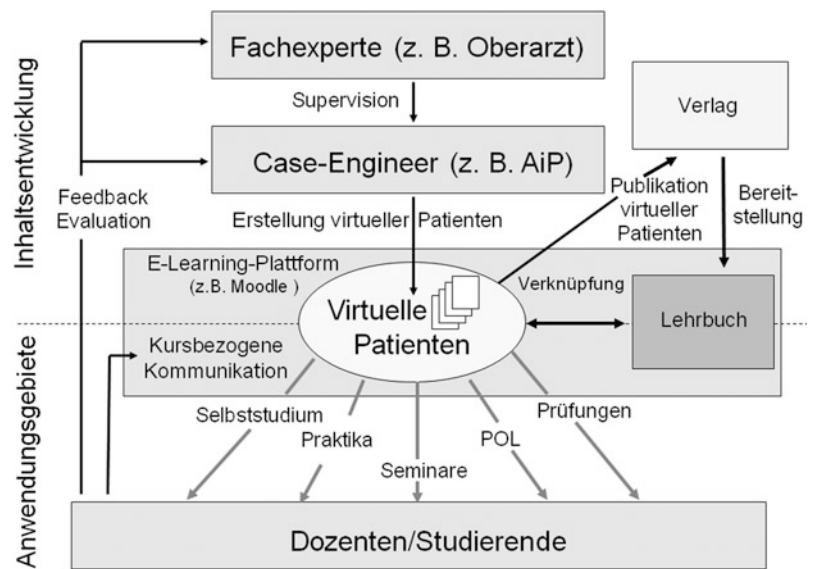 Inhaltsentwicklung
Fachexperte (z. B. Oberarzt)
Supervision
Verlag
Case-Engineer (z. B. AiP)
Feedback
Evaluation
Erstellung virtueller Patienten
Publikation
virtueller
Patienten
Bereit-
stellung
E-Learning-Plattform
(z.B. Moodle )
Virtuelle
Patienten
Verknüpfung
Lehrbuch
Anwendungsgebiete
Kursbezogene
Kommunikation
Selbststudium
Praktika
Seminare
POL
Prüfungen
Dozenten/Studierende